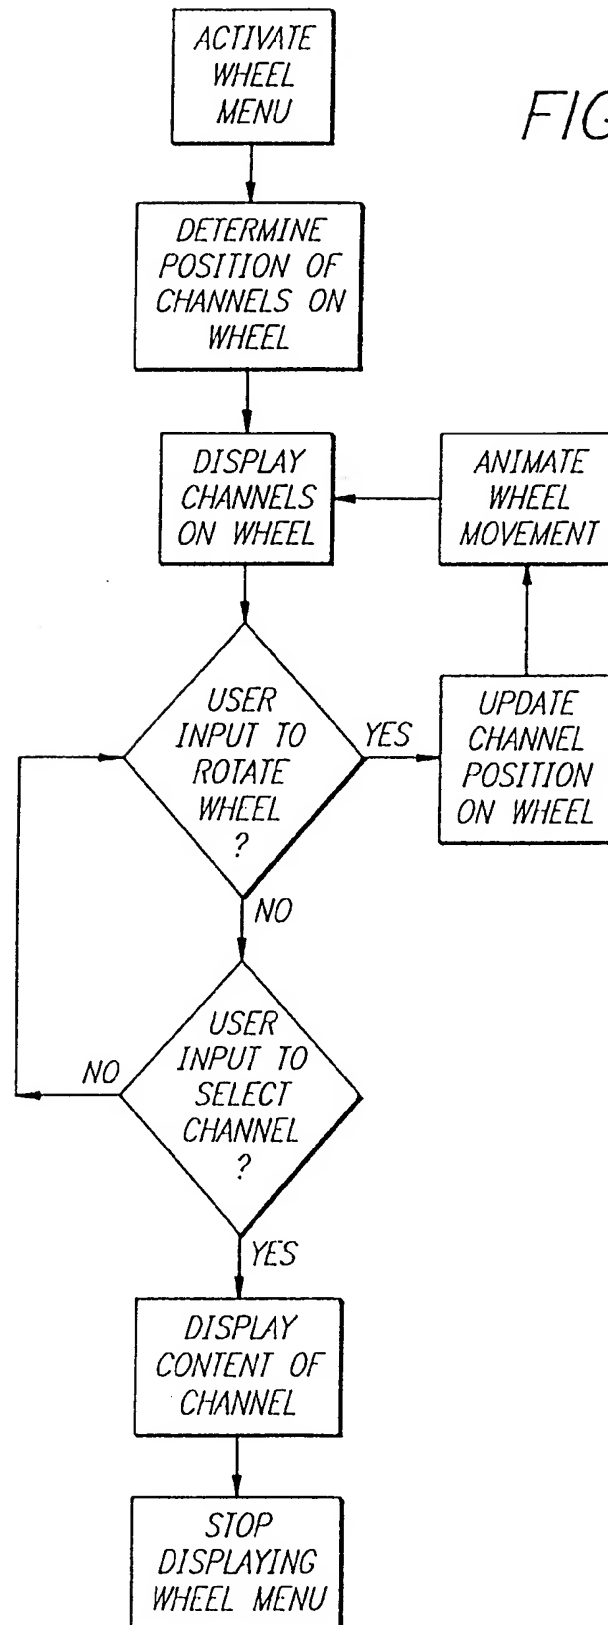 ACTIVATE
WHEEL
MENU
FIG
DETERMINE
POSITION OF
CHANNELS ON
WHEEL
DISPLAY
CHANNELS
ON WHEEL
ANIMATE
WHEEL
MOVEMENT
USER
INPUT TO
ROTATE
WHEEL
?
YES
UPDATE
CHANNEL
POSITION
ON WHEEL
NO
USER
INPUT TO
SELECT
CHANNEL
?
NO
YES
DISPLAY
CONTENT OF
CHANNEL
STOP
DISPLAYING
WHEEL MENU